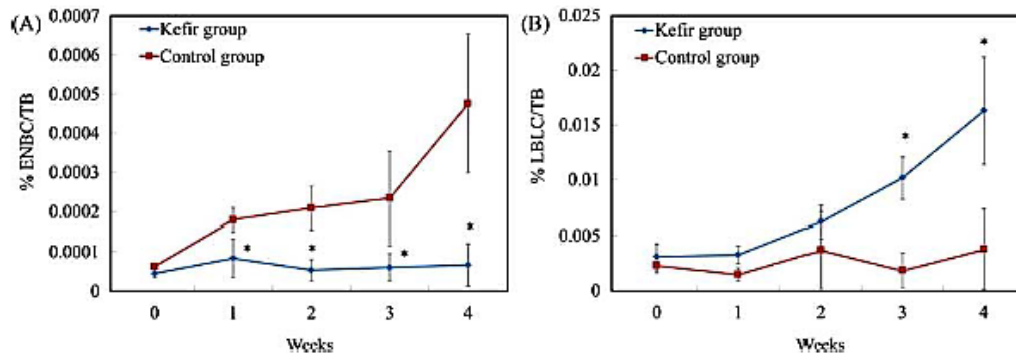 (A)
0.0007
0.0006
0.0005
0.0004
0.0003
0.0002
0.0001
0
% ENBC/TB
Kefir group
Control group
*
*
*
*
0 1 2 3 4
Weeks
(B)
0.025
0.02
0.015
0.01
0.005
0
% LBLC/TB
Kefir group
Control group
*
*
0 1 2 3 4
Weeks